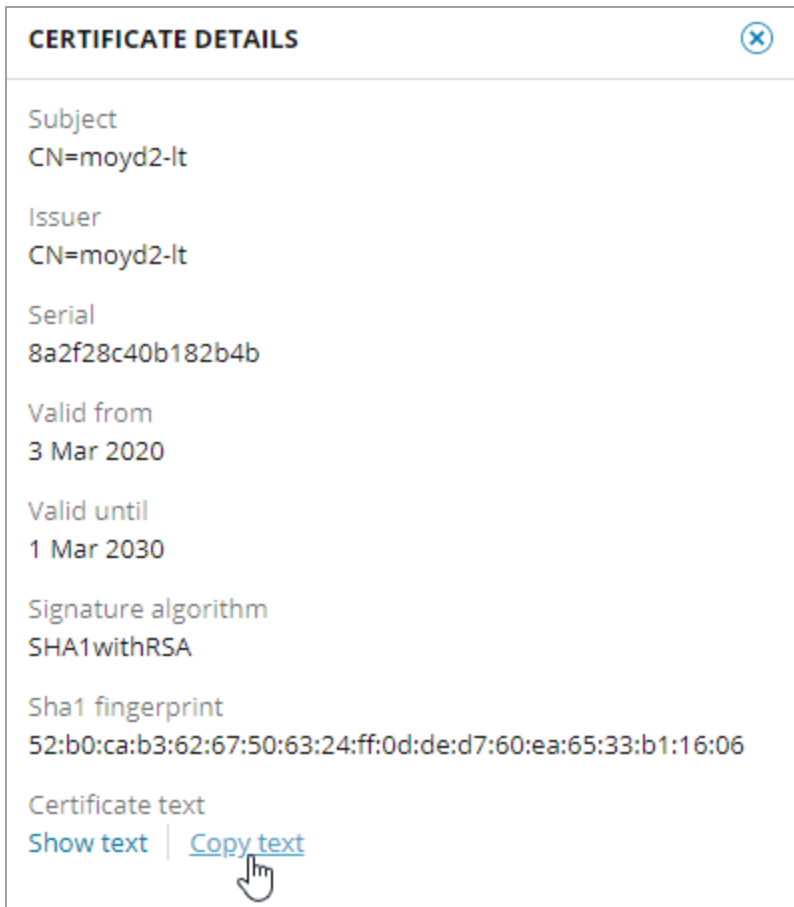 CERTIFICATE DETAILS
Subject
CN=moyd2-lt
Issuer
CN=moyd2-lt
Serial
8a2f28c40b182b4b
Valid from
3 Mar 2020
Valid until
1 Mar 2030
Signature algorithm
SHA1withRSA
Sha1 fingerprint
52:b0:ca:b3:62:67:50:63:24:ff:0d:de:d7:60:ea:65:33:b1:16:06
Certificate text
Show text Copy text